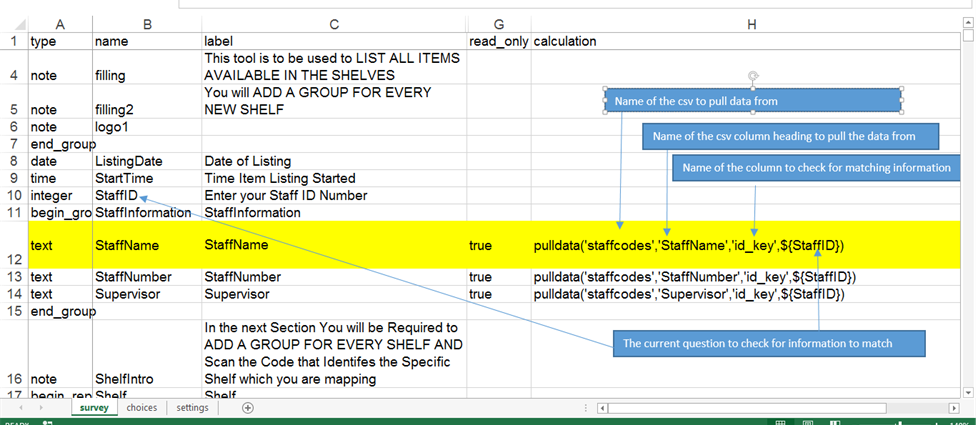 A B C G H
1 type name label read_only calculation
This tool is to be used to LIST ALL ITEMS
4 note filling AVAILABLE IN THE SHELVES
You will ADD A GROUP FOR EVERY
5 note filling2 NEW SHELF
6 note logo1
7 end_group
8 date ListingDate Date of Listing
9 time StartTime Time Item Listing Started
10 integer StaffID Enter your Staff ID Number
11 begin_gro StaffInformation StaffInformation
12 text StaffName StaffName true pulldata('staffcodes','StaffName','id_key',${StaffID})
13 text StaffNumber StaffNumber true pulldata('staffcodes','StaffNumber','id_key',${StaffID})
14 text Supervisor Supervisor true pulldata('staffcodes','Supervisor','id_key',${StaffID})
15 end_group
In the next Section You will be Required to
ADD A GROUP FOR EVERY SHELF AND
Scan the Code that Identifes the Specific
16 note ShelfIntro Shelf which you are mapping
17 begin_rep Shelf Shelf
Name of the csv to pull data from
Name of the csv column heading to pull the data from
Name of the column to check for matching information
The current question to check for information to match
survey choices settings